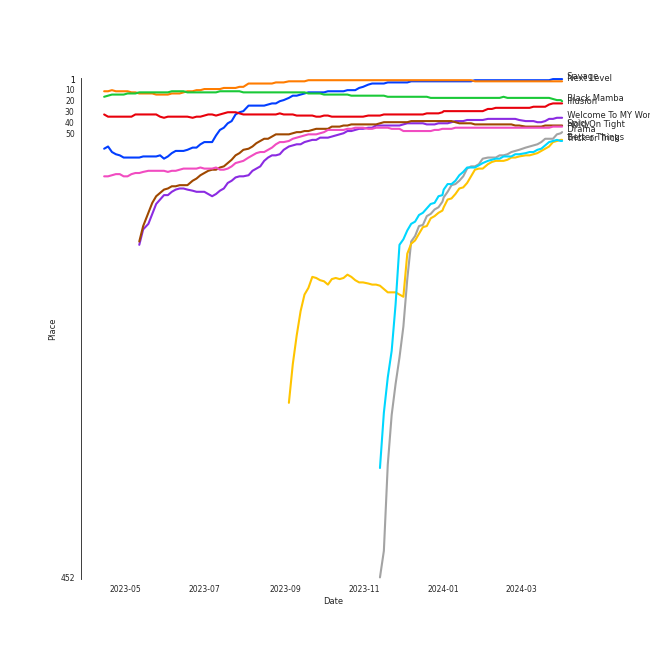 1
10
20
30
40
50
452
Place
2023-05
2023-07
2023-09
2023-11
2024-01
2024-03
Date
Savage
Next Level
Black Mamba
Illusion
Welcome To MY Wor
Spicy
Hold On Tight
Drama
Better Things
Trick or Trick